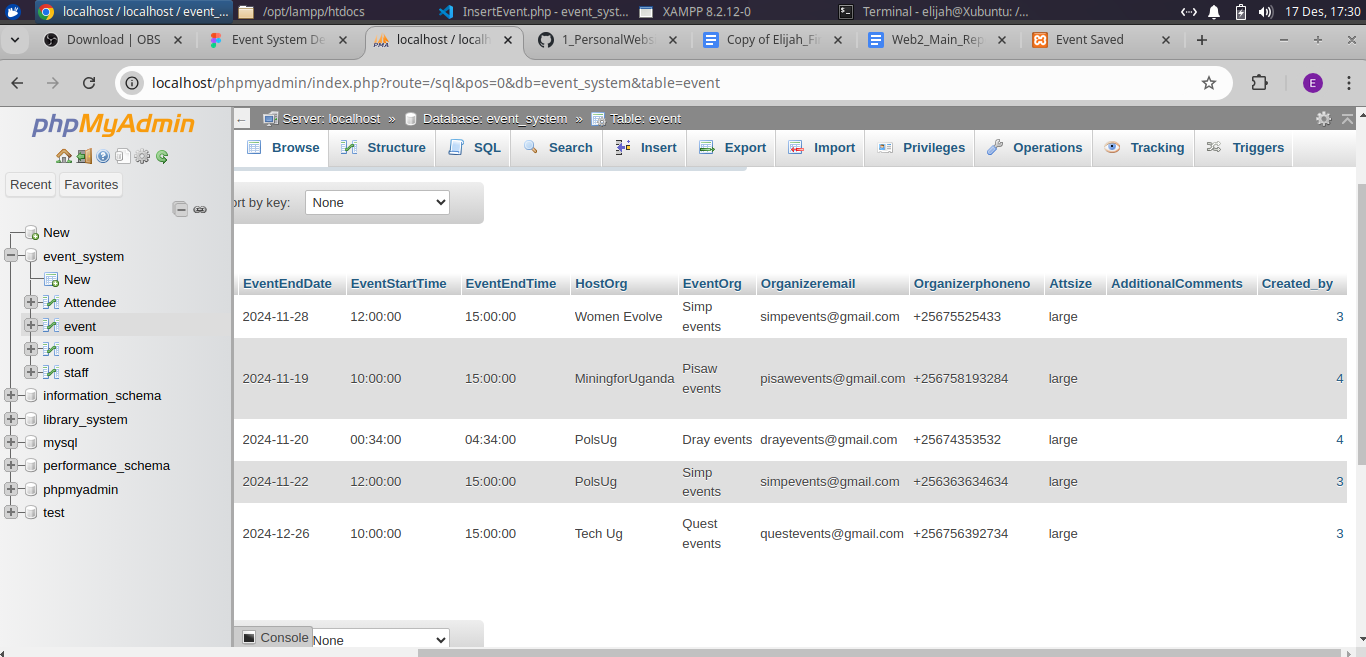 localhost / localhost / event_...
/opt/lampp/htdocs
InsertEvent.php - event_syst...
XAMPP 8.2.12-0
Terminal - elijah@Xubuntu: /...
17 Des, 17:30
Download | OBS
Event System De
localhost / localh
1_PersonalWebs
Copy of Elijah_Fi
Web2_Main_Rep
Event Saved
localhost/phpmyadmin/index.php?route=/sql&pos=0&db=event_system&table=event
E
phpMyAdmin
Recent
Favorites
New
event_system
New
Attendee
event
room
staff
information_schema
library_system
mysql
performance_schema
phpmyadmin
test
Server: localhost » Database: event_system » Table: event
Browse Structure SQL Search Insert Export Import Privileges Operations Tracking Triggers
ort by key: None
EventEndDate EventStartTime EventEndTime HostOrg EventOrg Organizeremail Organizerphoneno Attsize AdditionalComments Created_by
2024-11-28 12:00:00 15:00:00 Women Evolve Simp events simpevents@gmail.com +25675525433 large 3
2024-11-19 10:00:00 15:00:00 MiningforUganda Pisaw events pisawevents@gmail.com +256758193284 large 4
2024-11-20 00:34:00 04:34:00 PolsUg Dray events drayevents@gmail.com +25674353532 large 4
2024-11-22 12:00:00 15:00:00 PolsUg Simp events simpevents@gmail.com +256363634634 large 3
2024-12-26 10:00:00 15:00:00 Tech Ug Quest events questevents@gmail.com +256756392734 large 3
Console None